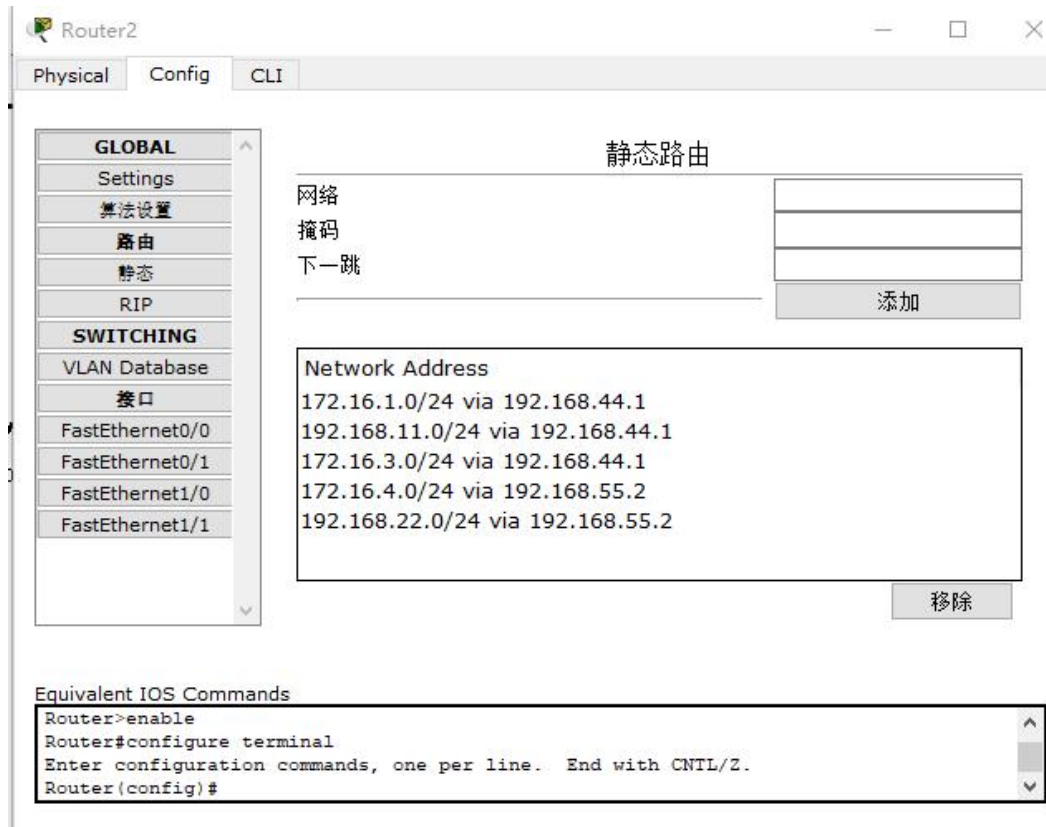 Router2
Physical Config CLI
GLOBAL
Settings
算法设置
路由
静态
RIP
SWITCHING
VLAN Database
接口
FastEthernet0/0
FastEthernet0/1
FastEthernet1/0
FastEthernet1/1
静态路由
网络
掩码
下一跳
添加
Network Address
172.16.1.0/24 via 192.168.44.1
192.168.11.0/24 via 192.168.44.1
172.16.3.0/24 via 192.168.44.1
172.16.4.0/24 via 192.168.55.2
192.168.22.0/24 via 192.168.55.2
移除
Equivalent IOS Commands
Router>enable
Router#configure terminal
Enter configuration commands, one per line.  End with CNTL/Z.
Router(config)#